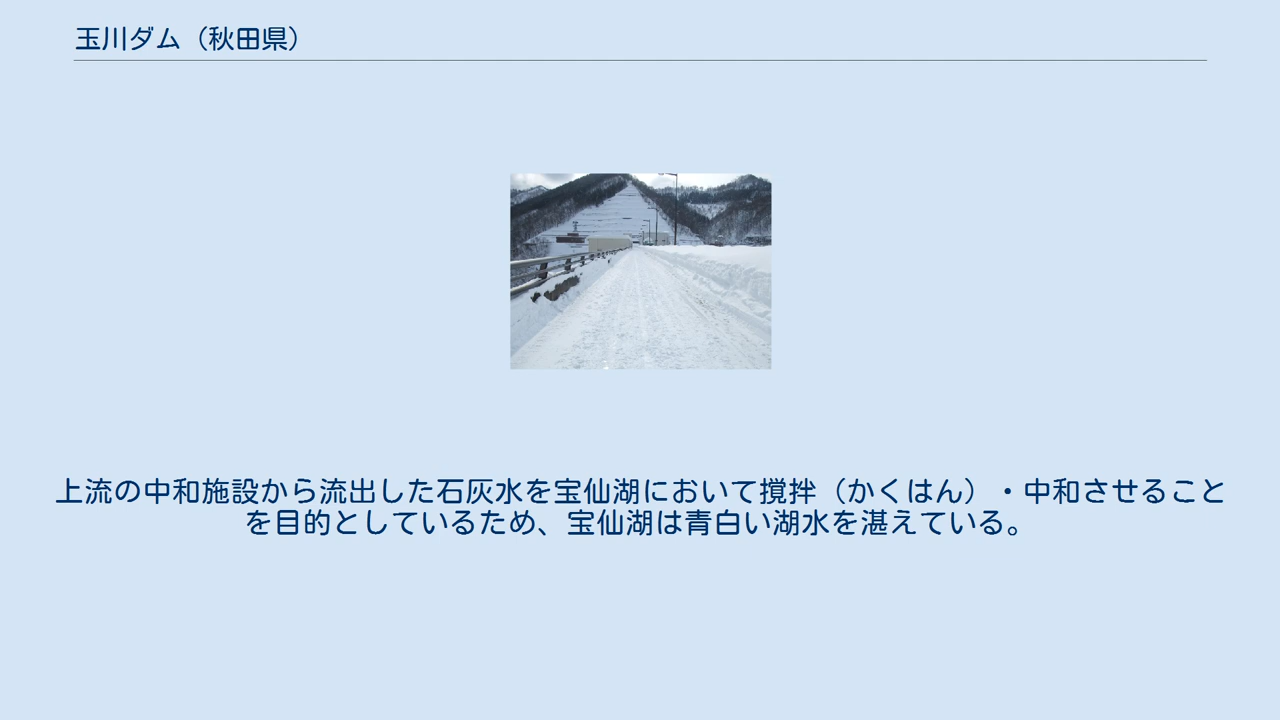 玉川ダム（秋田県）
上流の中和施設から流出した石灰水を宝仙湖において撹拌（かくはん）・中和させること
を目的としているため、宝仙湖は青白い湖水を湛えている。